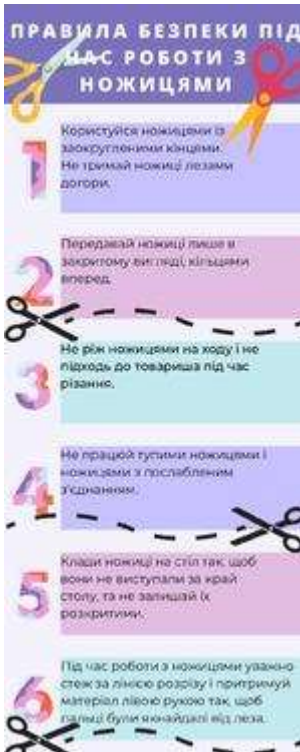 ПРАВИЛА БЕЗПЕКИ ПІД
ЧАС РОБОТИ З
НОЖИЦЯМИ
1
Користуйся ножицями із
заокругленими кінцями.
Не тримай ножиці лезами
догори.
2
Передавай ножиці лише в
закритому вигляді, кільцями
вперед.
3
Не ріж ножицями на ходу і не
підходь до товариша під час
різання.
4
Не працюй тупими ножицями і
ножицями з послабленим
з'єднанням.
5
Клади ножиці на стіл так, щоб
вони не виступали за край
столу, та не залишай їх
розкритими.
6
Під час роботи з ножицями уважно
стеж за лінією розрізу і притримуй
матеріал лівою рукою так, щоб
пальці були якнайдалі від леза.